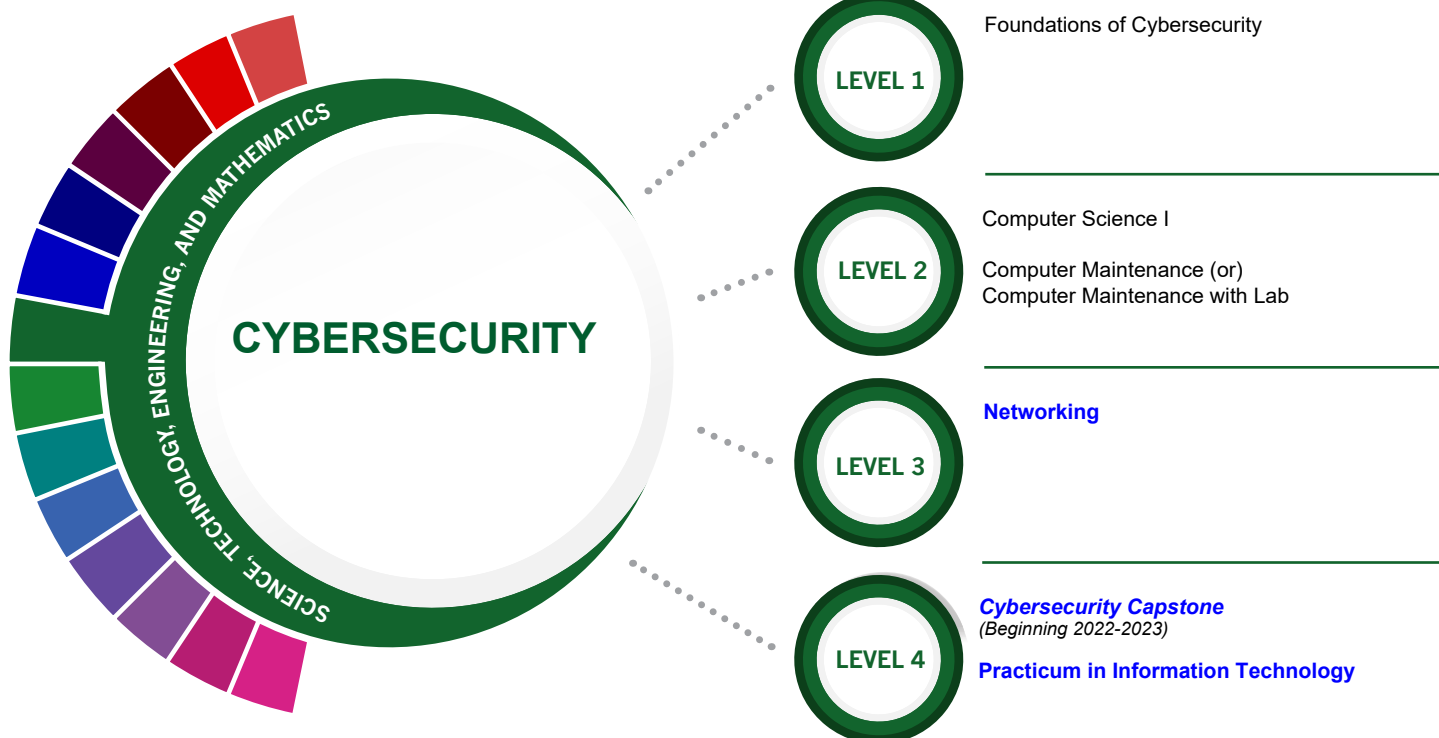 SCIENCE, TECHNOLOGY, ENGINEERING, AND MATHEMATICS
CYBERSECURITY
LEVEL 1
Foundations of Cybersecurity
LEVEL 2
Computer Science I
Computer Maintenance (or)
Computer Maintenance with Lab
LEVEL 3
Networking
LEVEL 4
Cybersecurity Capstone
(Beginning 2022-2023)
Practicum in Information Technology